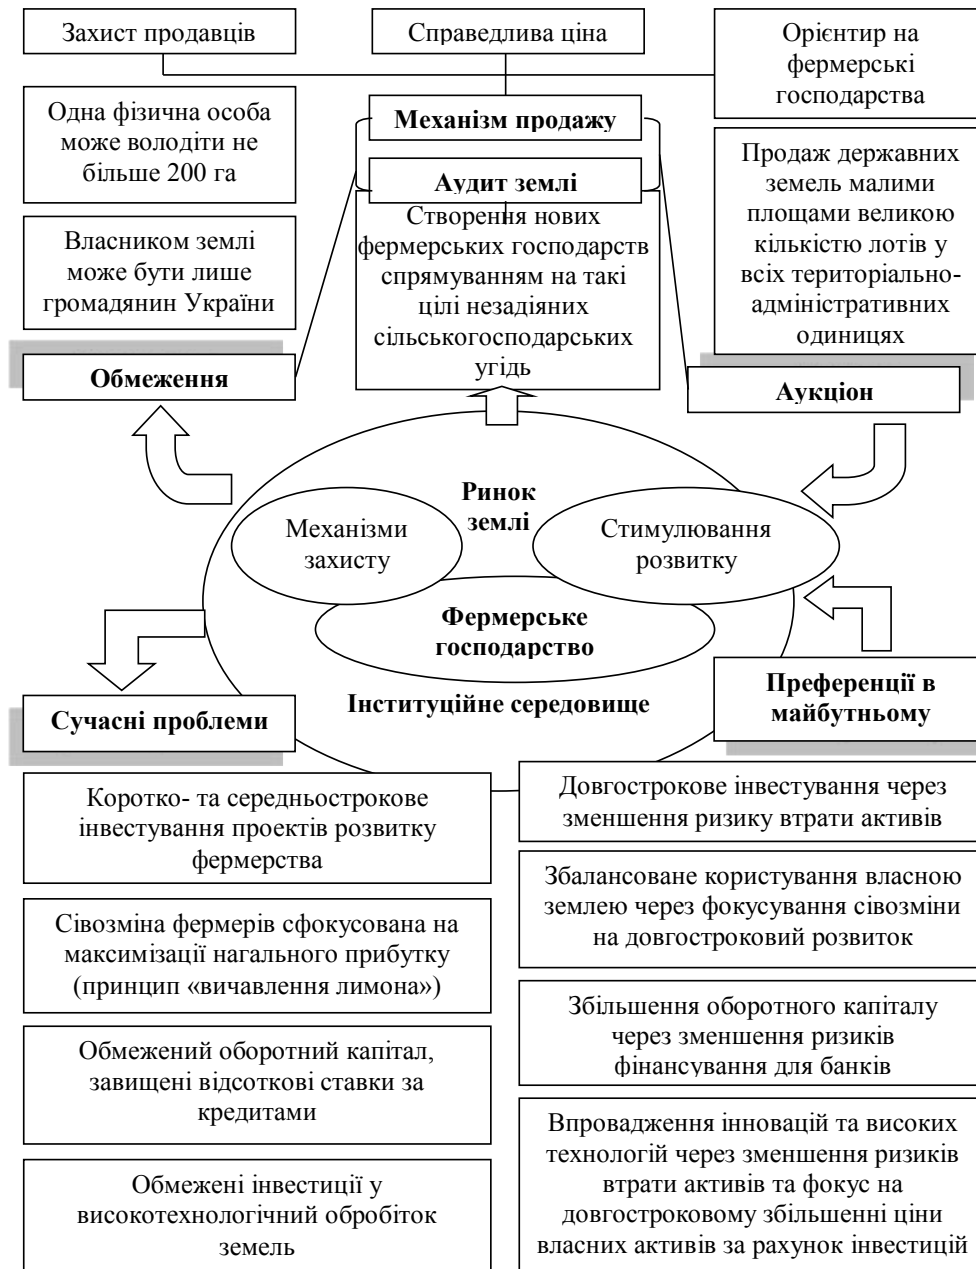 Захист продавців
Справедлива ціна
Орієнтир на
фермерські
господарства
Одна фізична особа
може володіти не
більше 200 га
Механізм продажу
Аудит землі
Продаж державних
земель малими
площами великою
кількістю лотів у
всіх територіально-
адміністративних
одиницях
Власником землі
може бути лише
громадянин України
Створення нових
фермерських господарств
спрямуванням на такі
цілі незадіяних
сільськогосподарських
угідь
Обмеження
Аукціон
Ринок
землі
Механізми
захисту
Стимулювання
розвитку
Фермерське
господарство
Інституційне середовище
Сучасні проблеми
Преференції в
майбутньому
Коротко- та середньострокове
інвестування проектів розвитку
фермерства
Сівозміна фермерів сфокусована на
максимізації нагального прибутку
(принцип «вичавлення лимона»)
Обмежений оборотний капітал,
завищені відсоткові ставки за
кредитами
Обмежені інвестиції у
високотехнологічний обробіток
земель
Довгострокове інвестування через
зменшення ризику втрати активів
Збалансоване користування власною
землею через фокусування сівозміни
на довгостроковий розвиток
Збільшення оборотного капіталу
через зменшення ризиків
фінансування для банків
Впровадження інновацій та високих
технологій через зменшення ризиків
втрати активів та фокус на
довгостроковому збільшенні ціни
власних активів за рахунок інвестицій